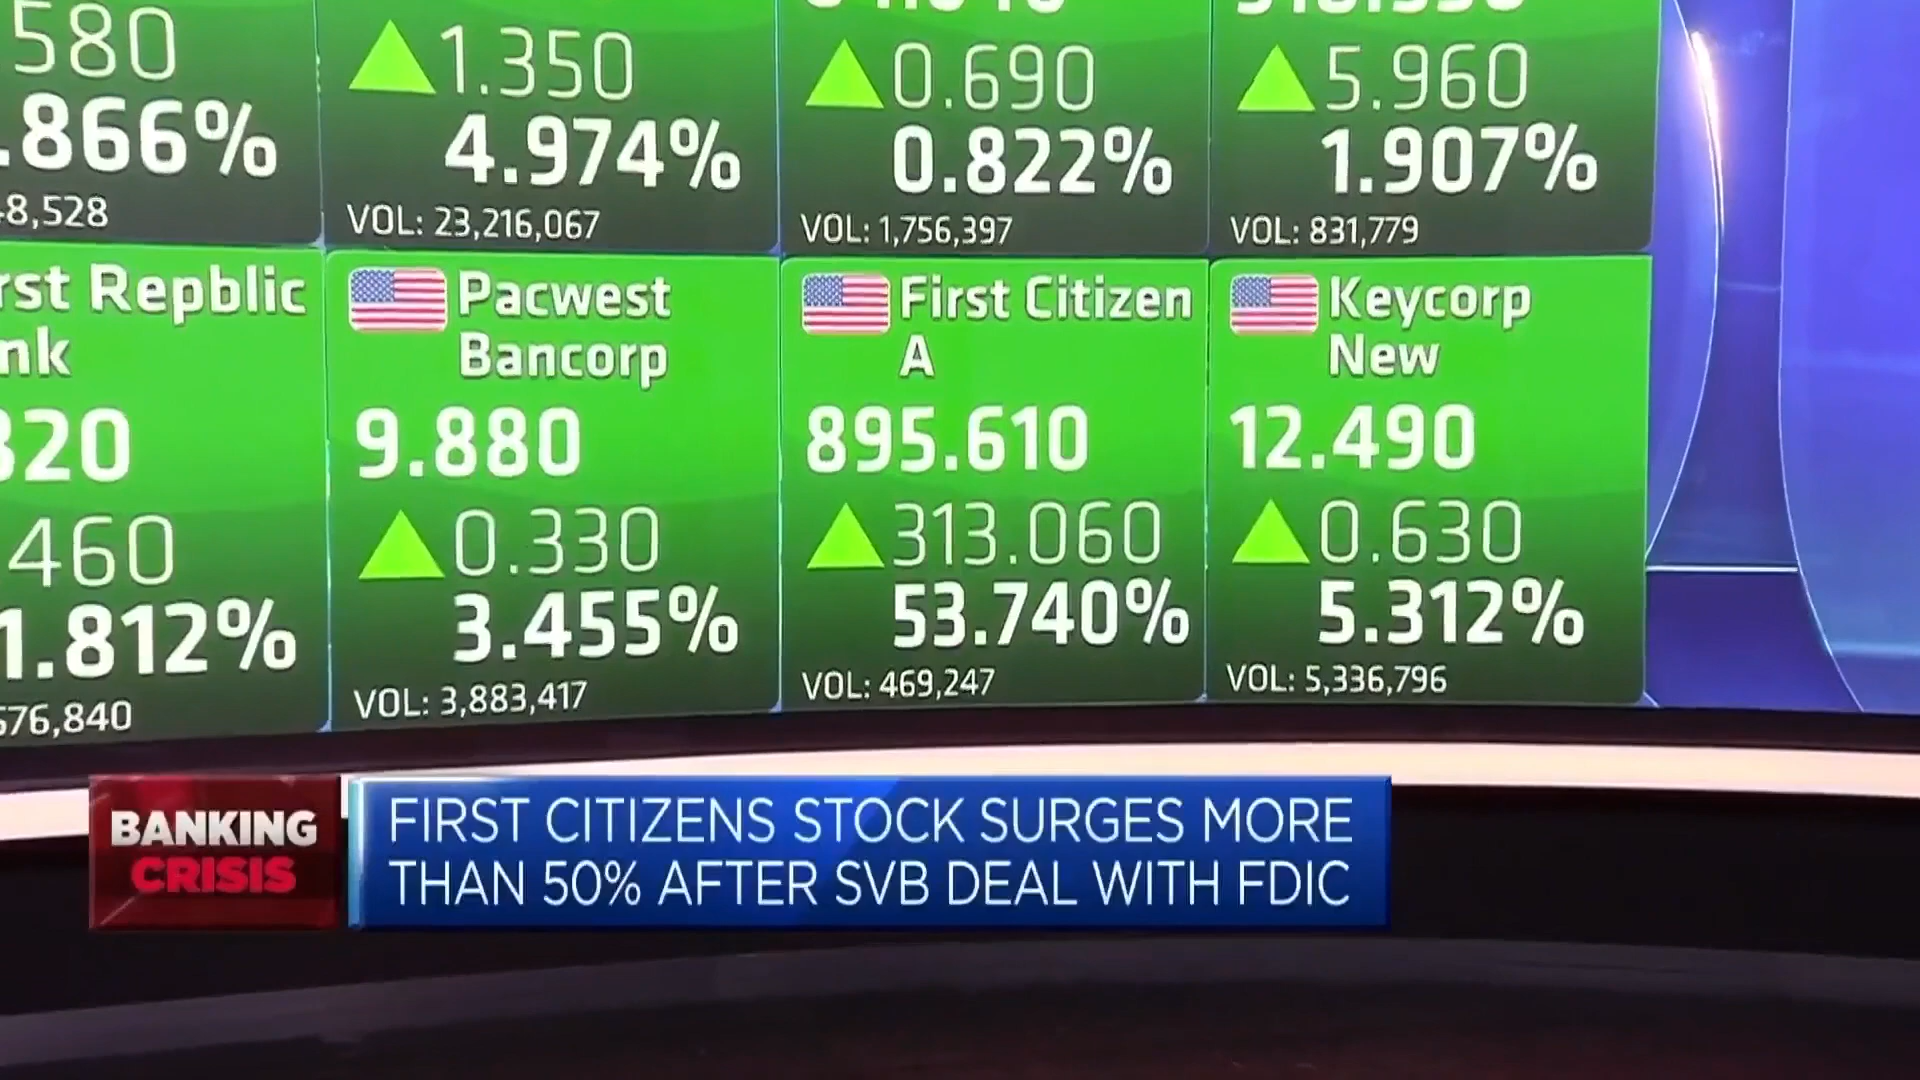 580
1.350
0.690
5.960
.866%
4.974%
0.822%
1.907%
8,528
VOL: 23,216,067
VOL: 1,756,397
VOL: 831,779
rst Repblic
nk
Pacwest
Bancorp
First Citizen
A
Keycorp
New
320
9.880
895.610
12.490
460
0.330
313.060
0.630
1.812%
3.455%
53.740%
5.312%
576,840
VOL: 3,883,417
VOL: 469,247
VOL: 5,336,796
BANKING
CRISIS
FIRST CITIZENS STOCK SURGES MORE
THAN 50% AFTER SVB DEAL WITH FDIC